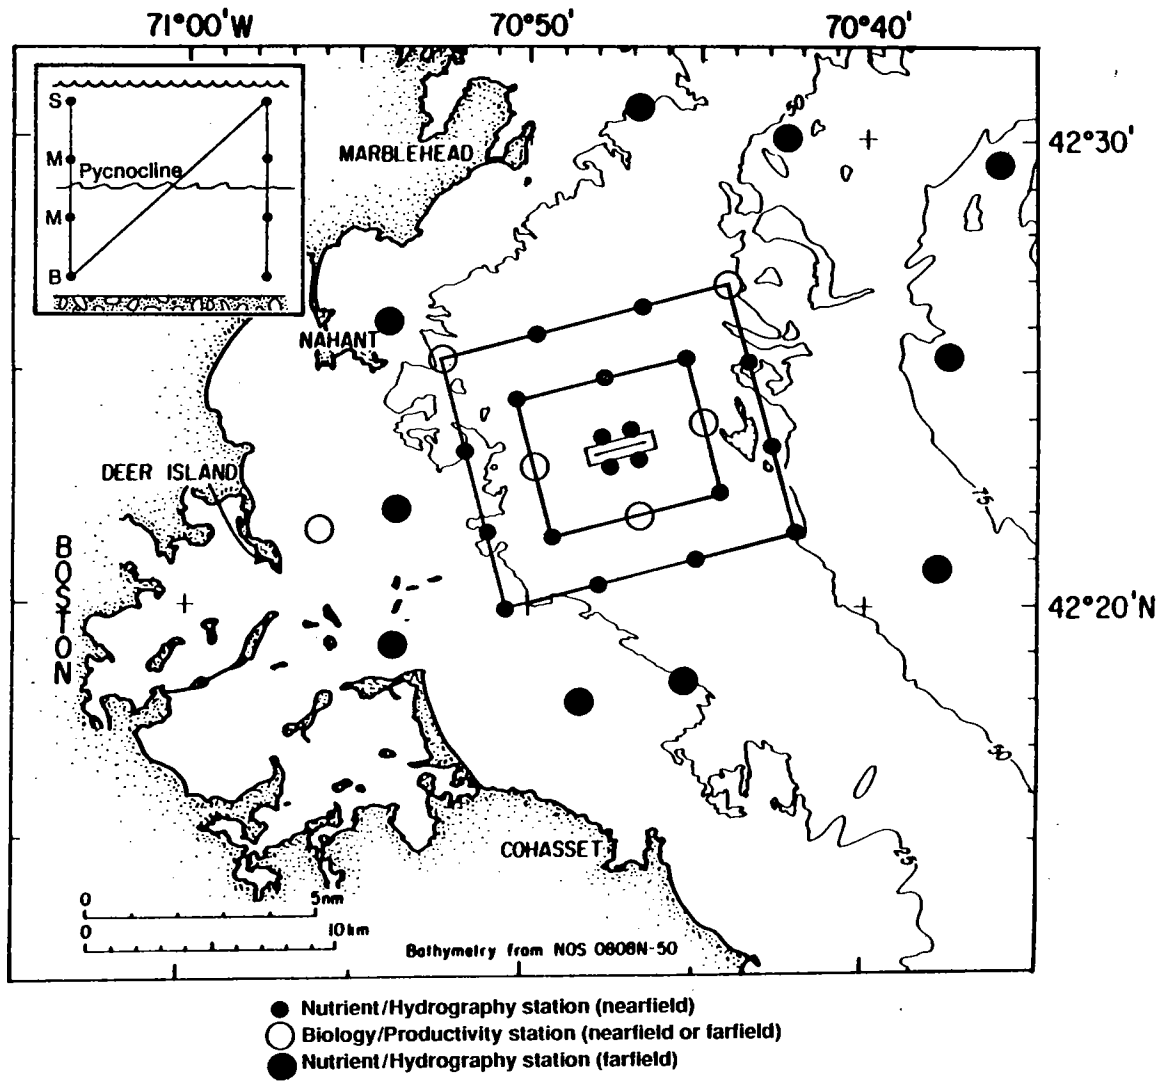 71°00'W 70°50' 70°40'
S
M
Pycnocline
M
B
MARBLEHEAD
50
42°30'
NAHANT
DEER ISLAND
75
BOSTON
42°20'N
50
COHASSET
25
0 5nm
0 10km
Bathymetry from NOS 0808N-50
Nutrient/Hydrography station (nearfield)
Biology/Productivity station (nearfield or farfield)
Nutrient/Hydrography station (farfield)